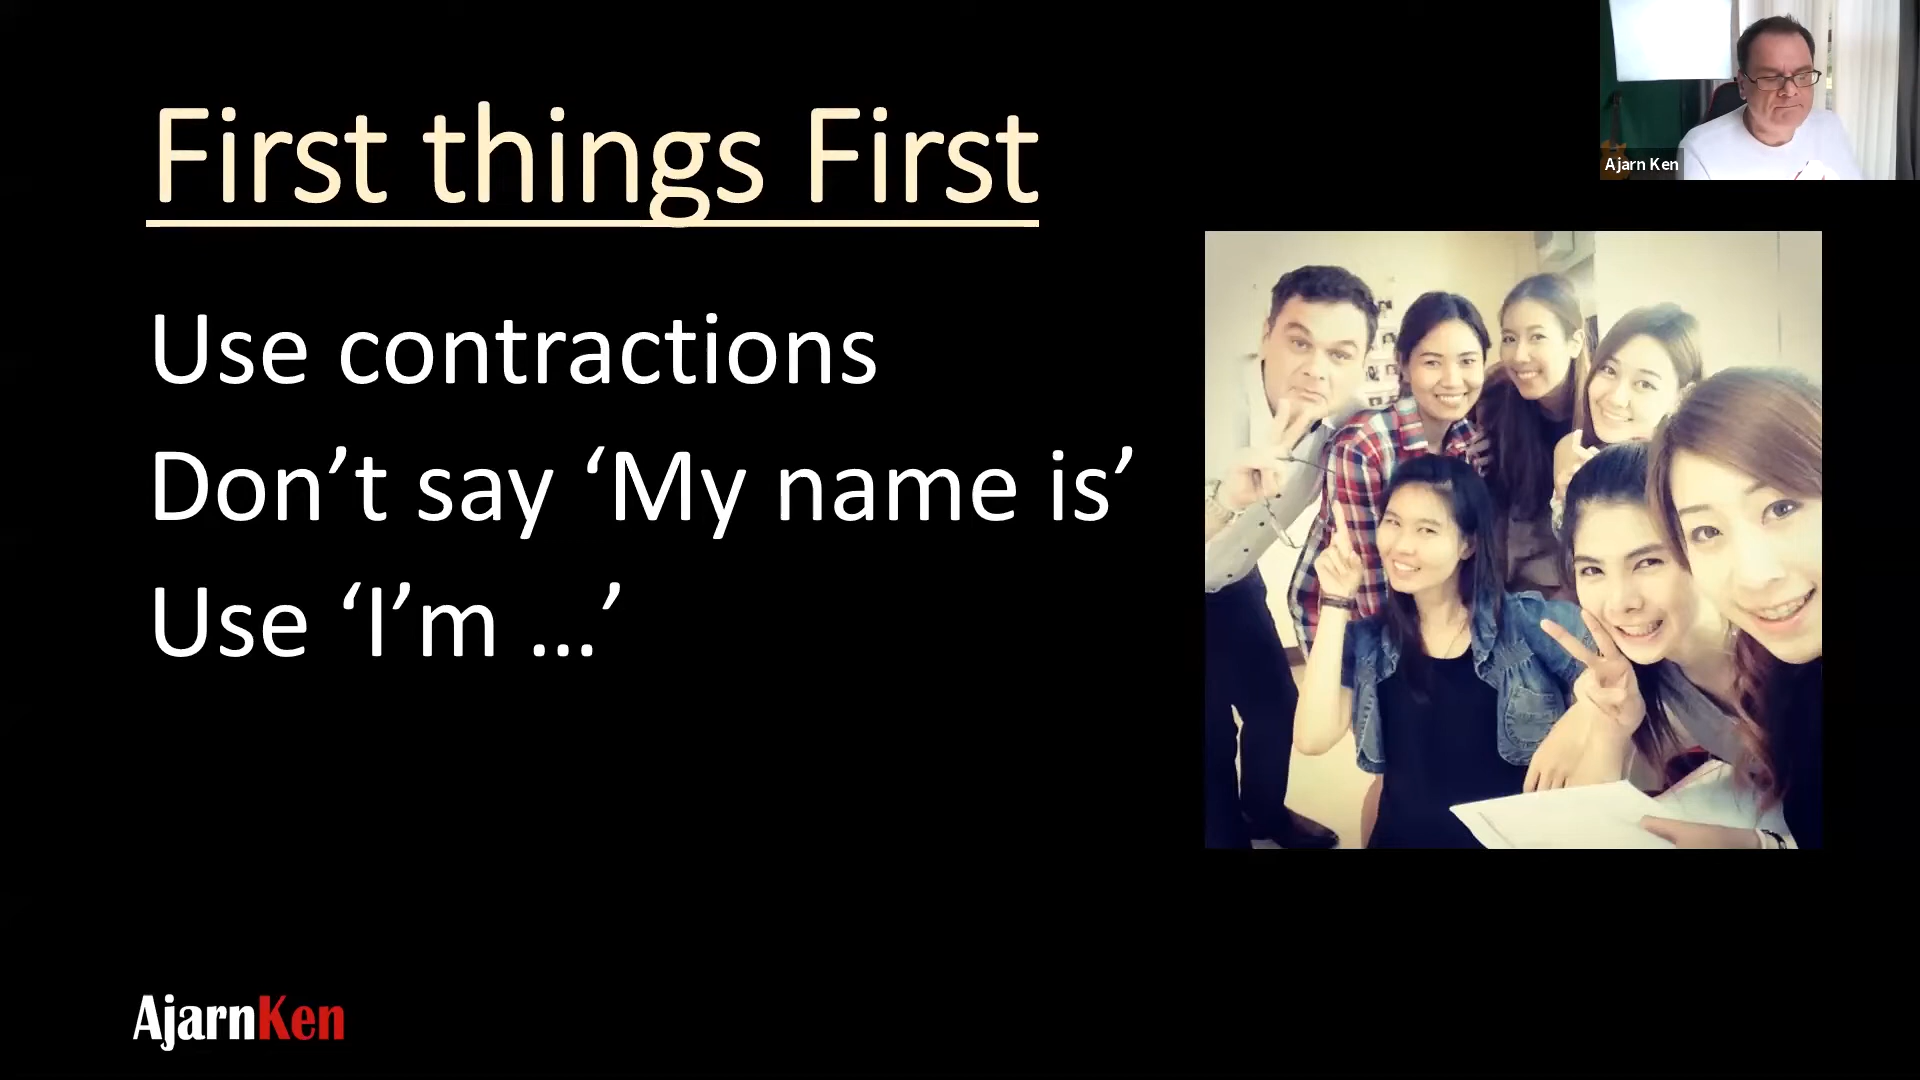 First things First
Use contractions
Don’t say ‘My name is’
Use ‘I’m ...’
Ajarn Ken
AjarnKen